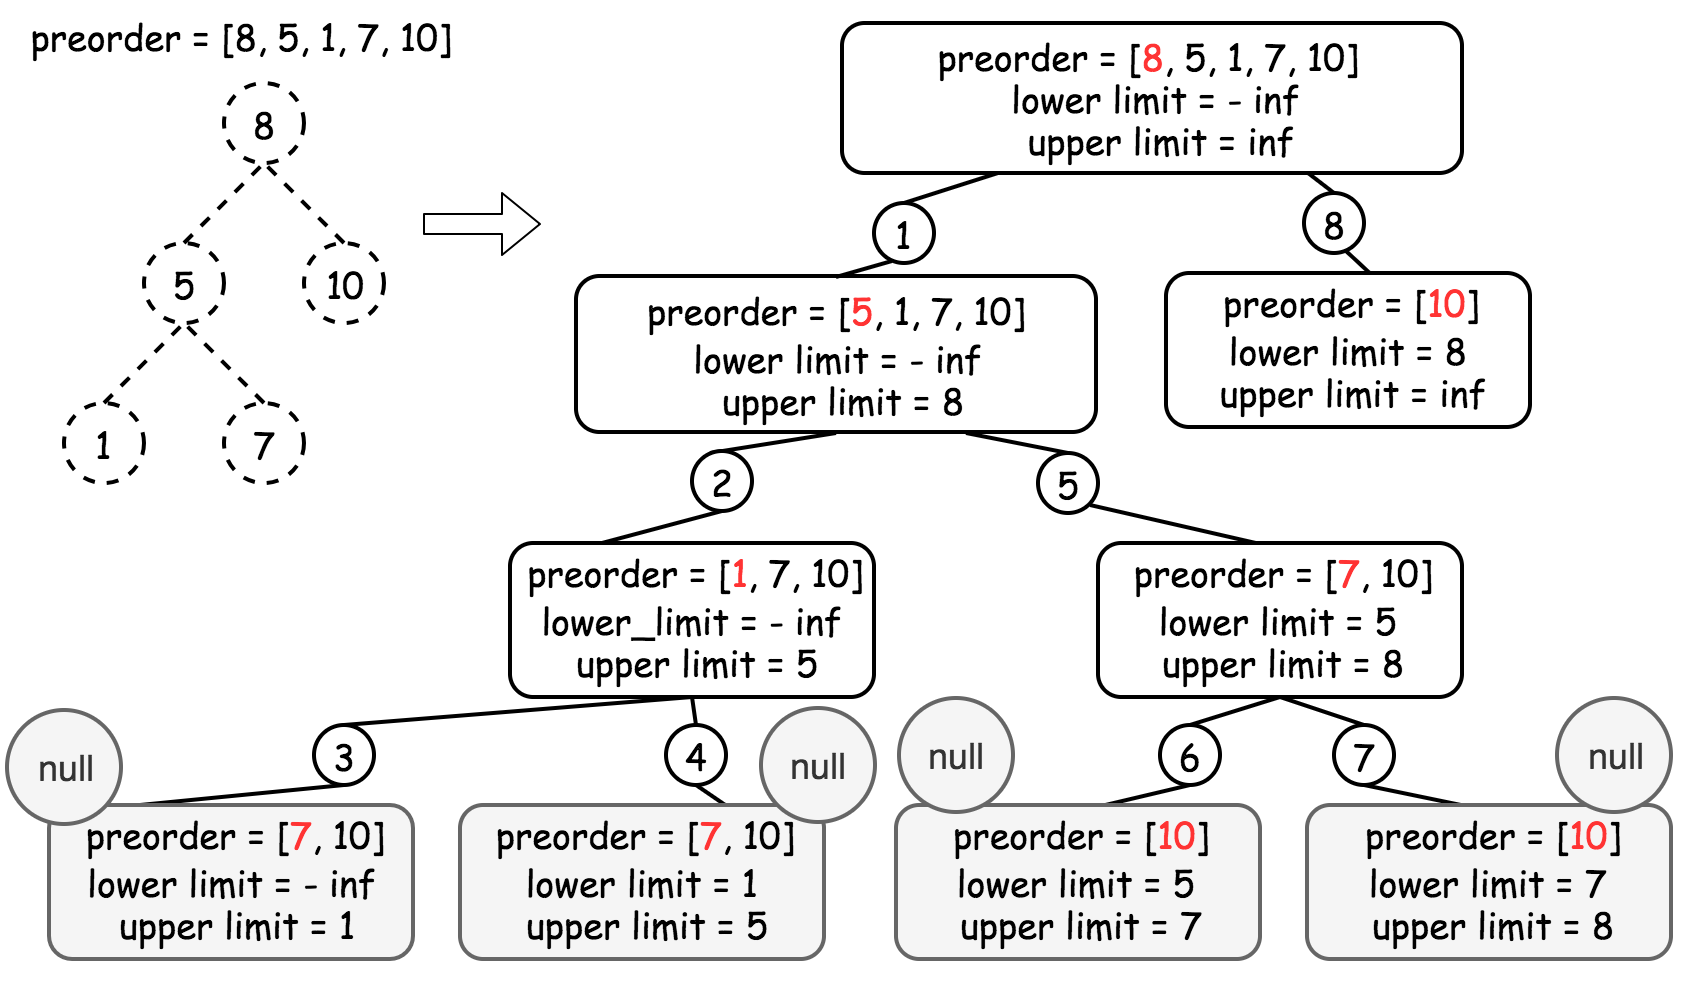 preorder = [8, 5, 1, 7, 10]
8
5
10
1
7
preorder = [8, 5, 1, 7, 10]
lower limit = - inf
upper limit = inf
1
8
preorder = [5, 1, 7, 10]
lower limit = - inf
upper limit = 8
preorder = [10]
lower limit = 8
upper limit = inf
2
5
preorder = [1, 7, 10]
lower_limit = - inf
upper limit = 5
preorder = [7, 10]
lower limit = 5
upper limit = 8
null
3
4
null
null
6
7
null
preorder = [7, 10]
lower limit = - inf
upper limit = 1
preorder = [7, 10]
lower limit = 1
upper limit = 5
preorder = [10]
lower limit = 5
upper limit = 7
preorder = [10]
lower limit = 7
upper limit = 8